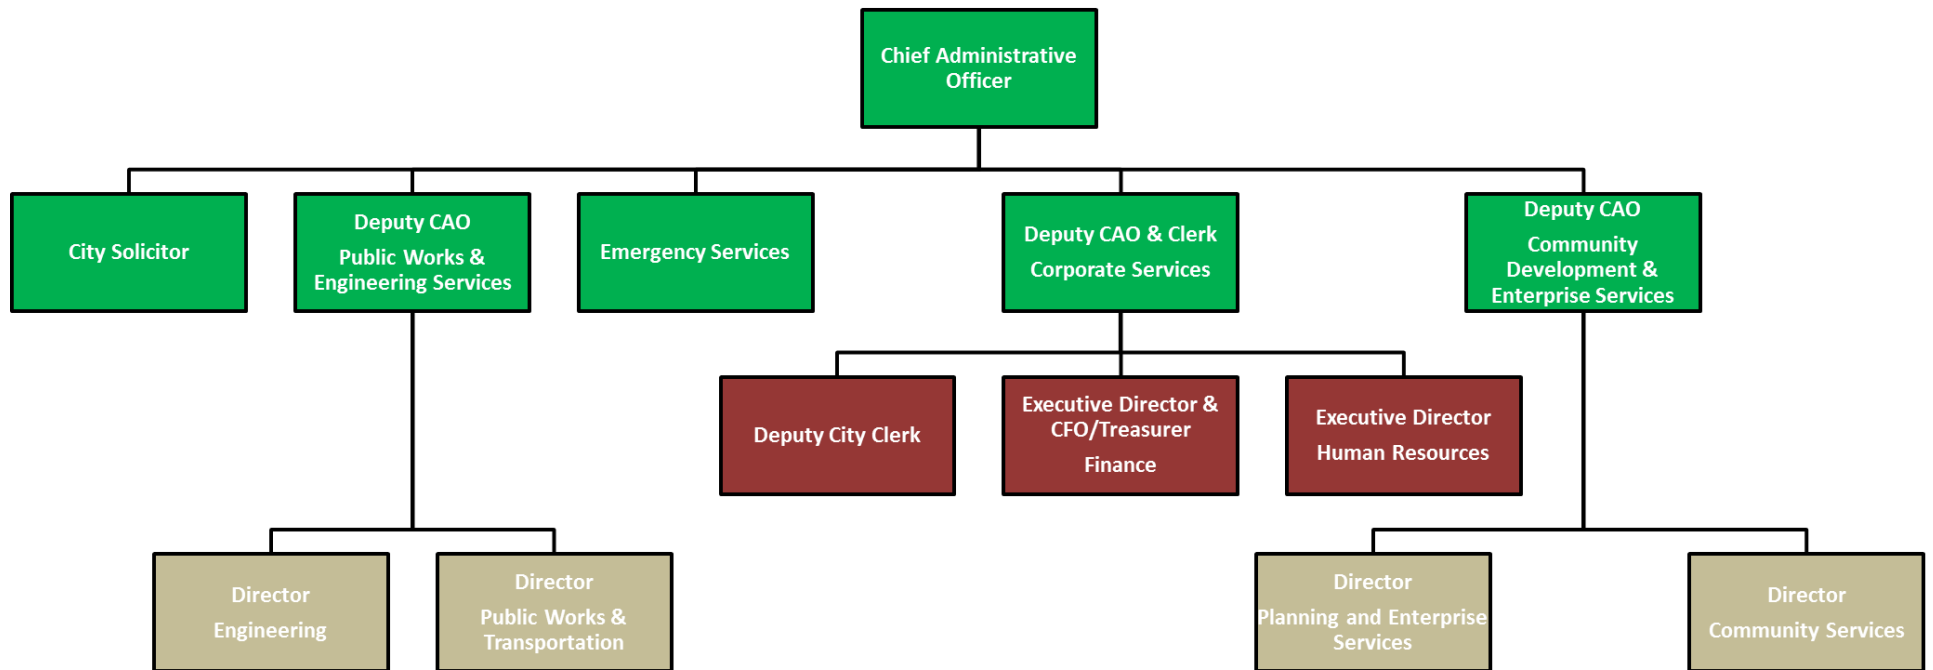 Chief Administrative
Officer
City Solicitor
Deputy CAO
Public Works &
Engineering Services
Emergency Services
Deputy CAO & Clerk
Corporate Services
Deputy CAO
Community
Development &
Enterprise Services
Deputy City Clerk
Executive Director &
CFO/Treasurer
Finance
Executive Director
Human Resources
Director
Engineering
Director
Public Works &
Transportation
Director
Planning and Enterprise
Services
Director
Community Services